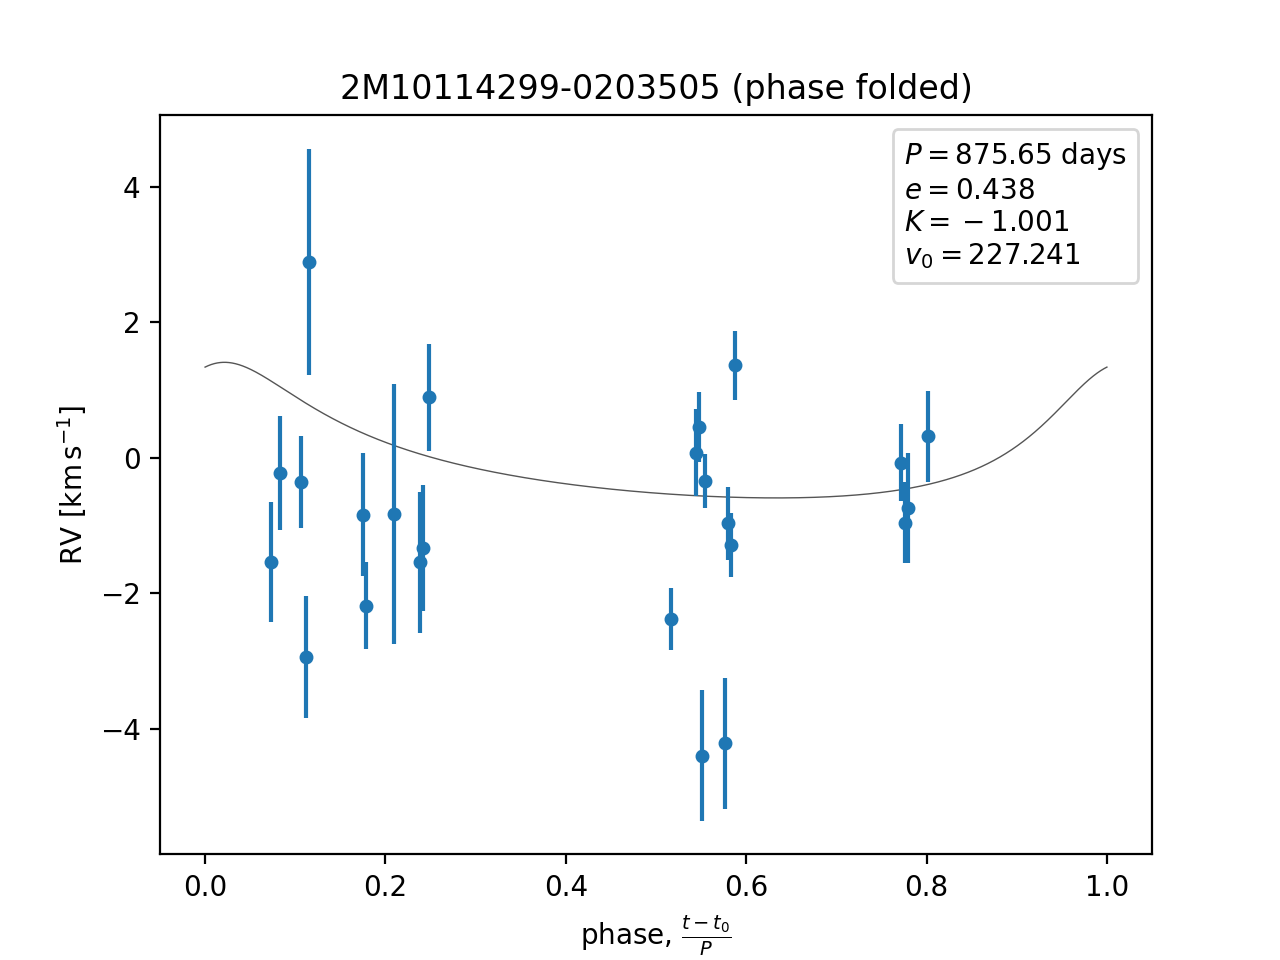 2M10114299-0203505 (phase folded)
P = 875.65 days
e = 0.438
K = −1.001
v₀ = 227.241
RV [km s⁻¹]
4
2
0
−2
−4
0.0 0.2 0.4 0.6 0.8 1.0
phase, (t − t₀)/P